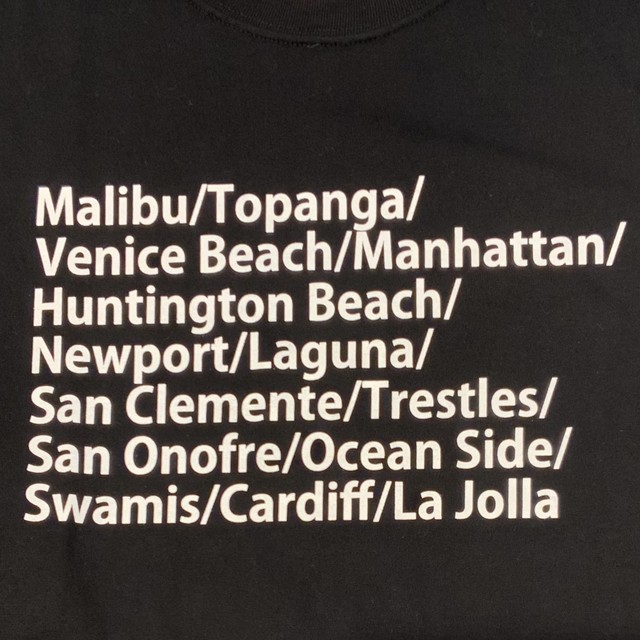 Malibu/Topanga/
Venice Beach/Manhattan/
Huntington Beach/
Newport/Laguna/
San Clemente/Trestles/
San Onofre/Ocean Side/
Swamis/Cardiff/La Jolla